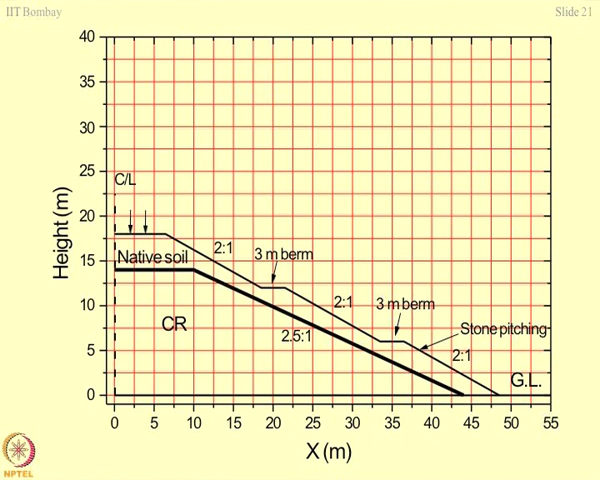 IIT Bombay
Slide 21
40
35
30
25
20
15
10
5
0
Height (m)
C/L
Native soil
2:1
3 m berm
2:1
3 m berm
CR
2.5:1
Stone pitching
2:1
G.L.
0 5 10 15 20 25 30 35 40 45 50 55
X (m)
NPTEL